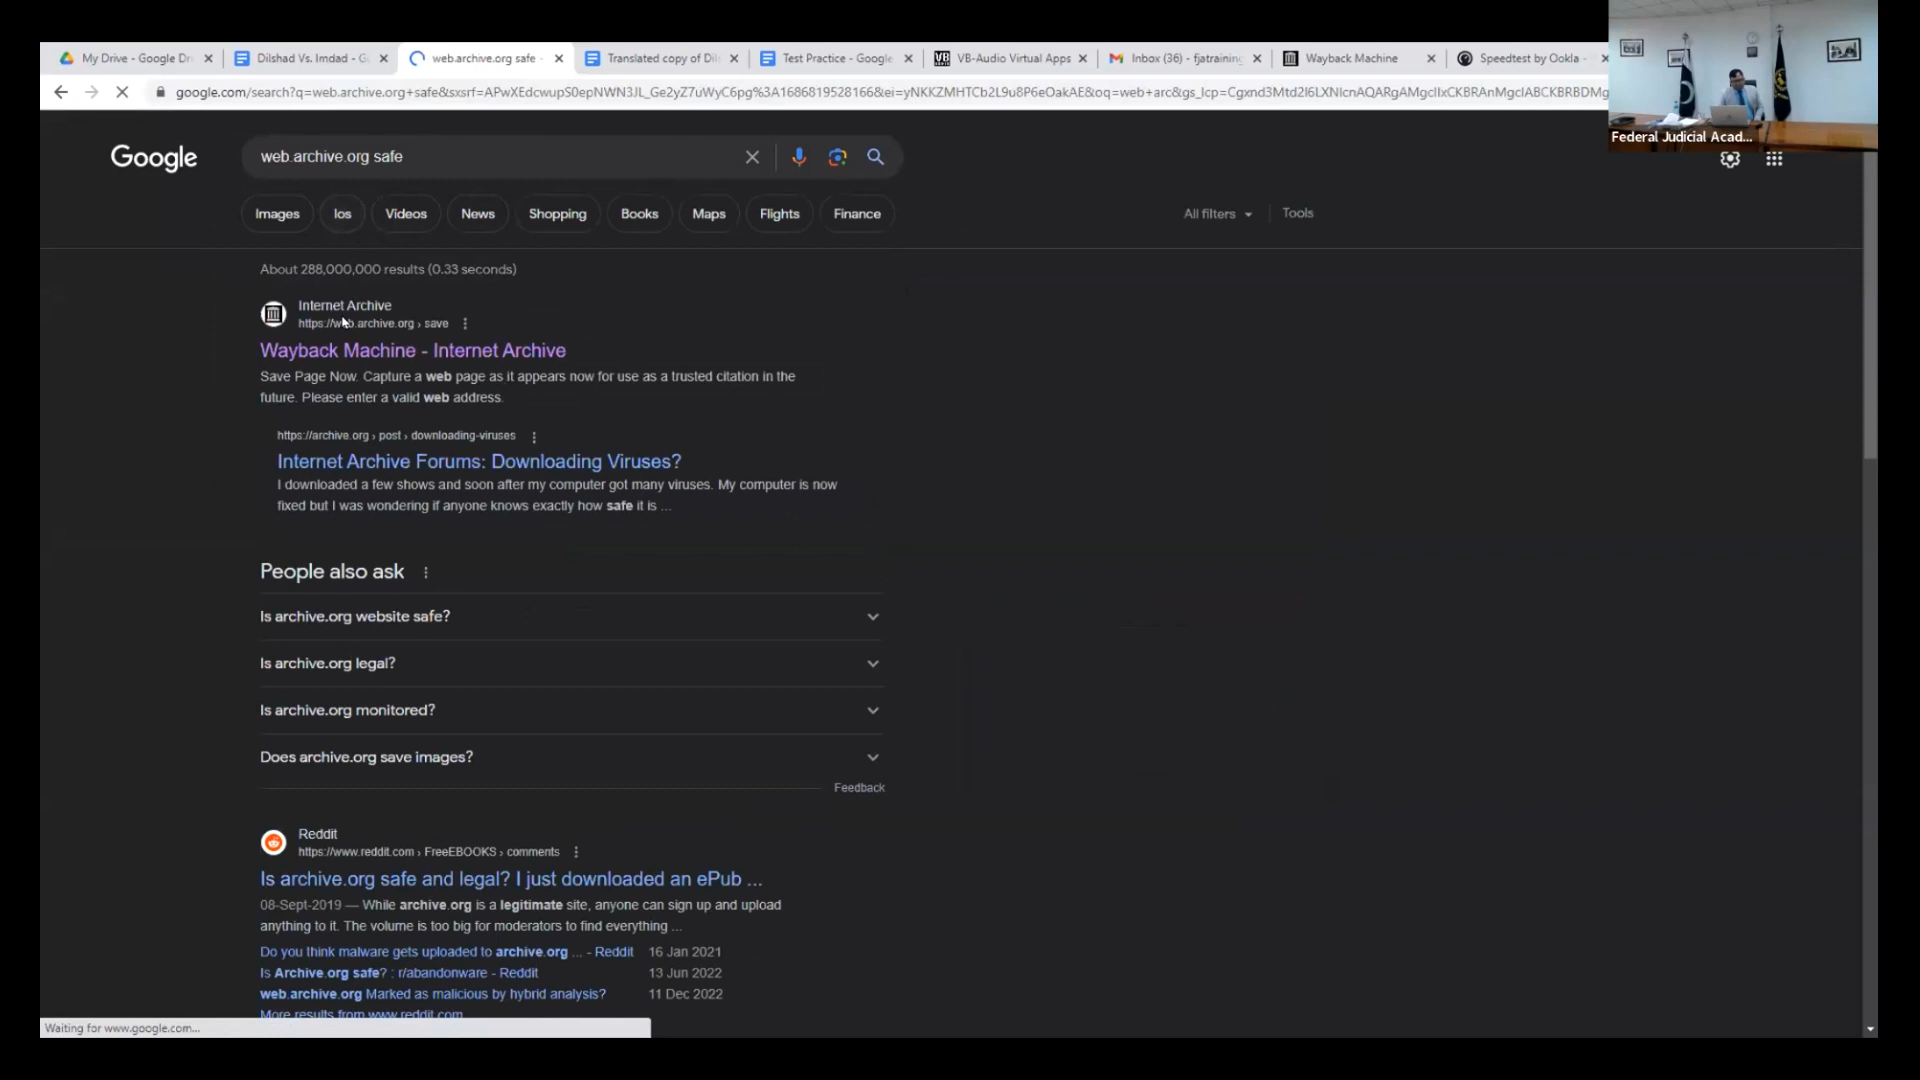 My Drive - Google Dr
Dilshad Vs. Imdad - G
web.archive.org safe -
Translated copy of Dil
Test Practice - Google
VB VB-Audio Virtual Apps
Inbox (36) - fjatraining
Wayback Machine
Speedtest by Ookla -
google.com/search?q=web.archive.org+safe&sxsrf=
Federal Judicial Acad...
Google
web.archive.org safe
Images
Ios
Videos
News
Shopping
Books
Maps
Flights
Finance
All filters
Tools
About 288,000,000 results (0.33 seconds)
Internet Archive
https://web.archive.org › save
Wayback Machine - Internet Archive
Save Page Now. Capture a web page as it appears now for use as a trusted citation in the
future. Please enter a valid web address.
https://archive.org › post › downloading-viruses
Internet Archive Forums: Downloading Viruses?
I downloaded a few shows and soon after my computer got many viruses. My computer is now
fixed but I was wondering if anyone knows exactly how safe it is ...
People also ask
Is archive.org website safe?
Is archive.org legal?
Is archive.org monitored?
Does archive.org save images?
Feedback
Reddit
https://www.reddit.com › FreeEBOOKS › comments
Is archive.org safe and legal? I just downloaded an ePub ...
08-Sept-2019 — While archive.org is a legitimate site, anyone can sign up and upload
anything to it. The volume is too big for moderators to find everything ...
Do you think malware gets uploaded to archive.org ... - Reddit 16 Jan 2021
Is Archive.org safe? : r/abandonware - Reddit 13 Jun 2022
web.archive.org Marked as malicious by hybrid analysis? 11 Dec 2022
More results from www.reddit.com
Waiting for www.google.com...